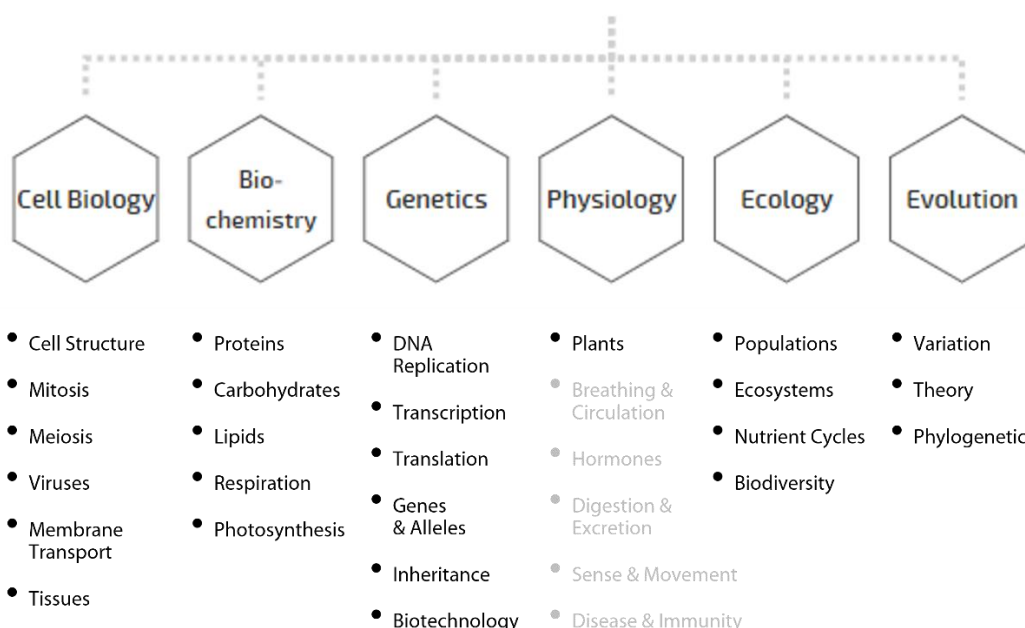 Cell Biology
Bio-
chemistry
Genetics
Physiology
Ecology
Evolution
• Cell Structure
• Mitosis
• Meiosis
• Viruses
• Membrane
Transport
• Tissues
• Proteins
• Carbohydrates
• Lipids
• Respiration
• Photosynthesis
• DNA
Replication
• Transcription
• Translation
• Genes
& Alleles
• Inheritance
• Biotechnology
• Plants
• Breathing &
Circulation
• Hormones
• Digestion &
Excretion
• Sense & Movement
• Disease & Immunity
• Populations
• Ecosystems
• Nutrient Cycles
• Biodiversity
• Variation
• Theory
• Phylogenetic